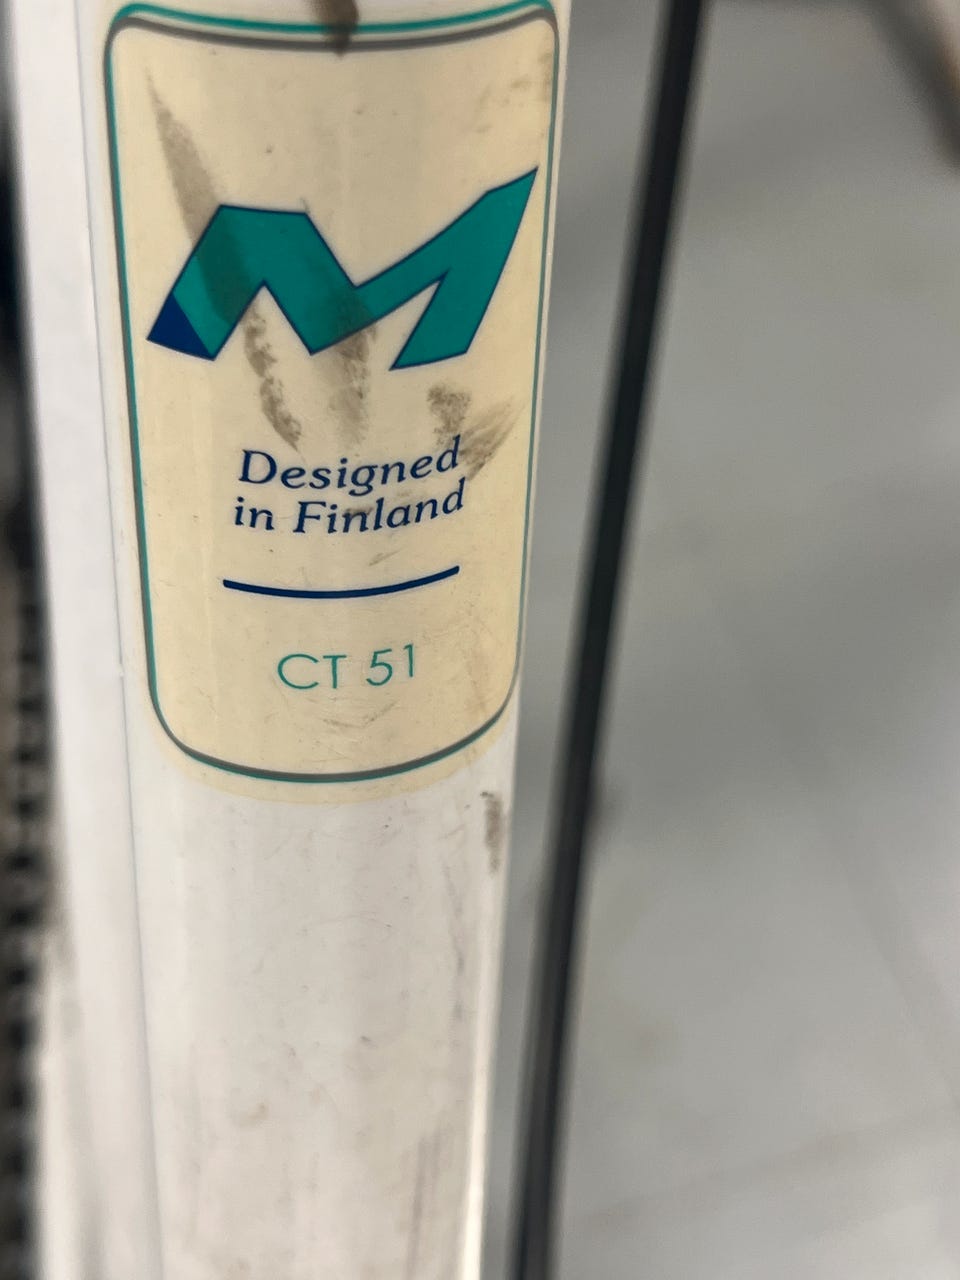 Designed
in Finland
CT 51